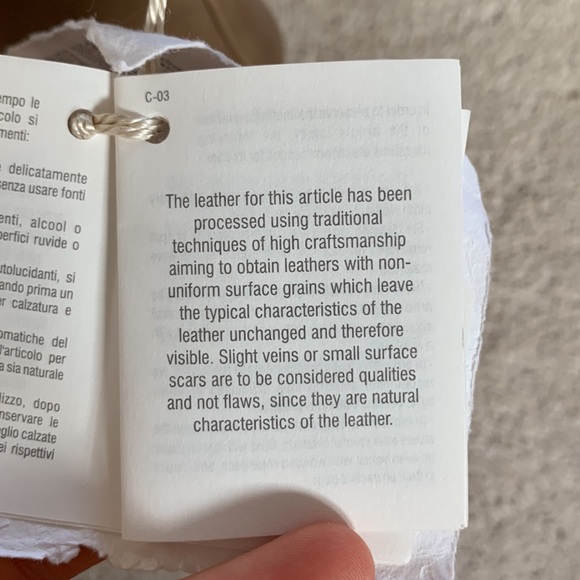 empo le
colo si
menti:
delicatamente
senza usare fonti
enti, alcool o
perfici ruvide o
utolucidanti, si
ando prima un
er calzatura e
omatiche del
l'articolo per
a sia naturale
lizzo, dopo
nservare le
glio calzate
ei rispettivi
C-03
The leather for this article has been
processed using traditional
techniques of high craftsmanship
aiming to obtain leathers with non-
uniform surface grains which leave
the typical characteristics of the
leather unchanged and therefore
visible. Slight veins or small surface
scars are to be considered qualities
and not flaws, since they are natural
characteristics of the leather.